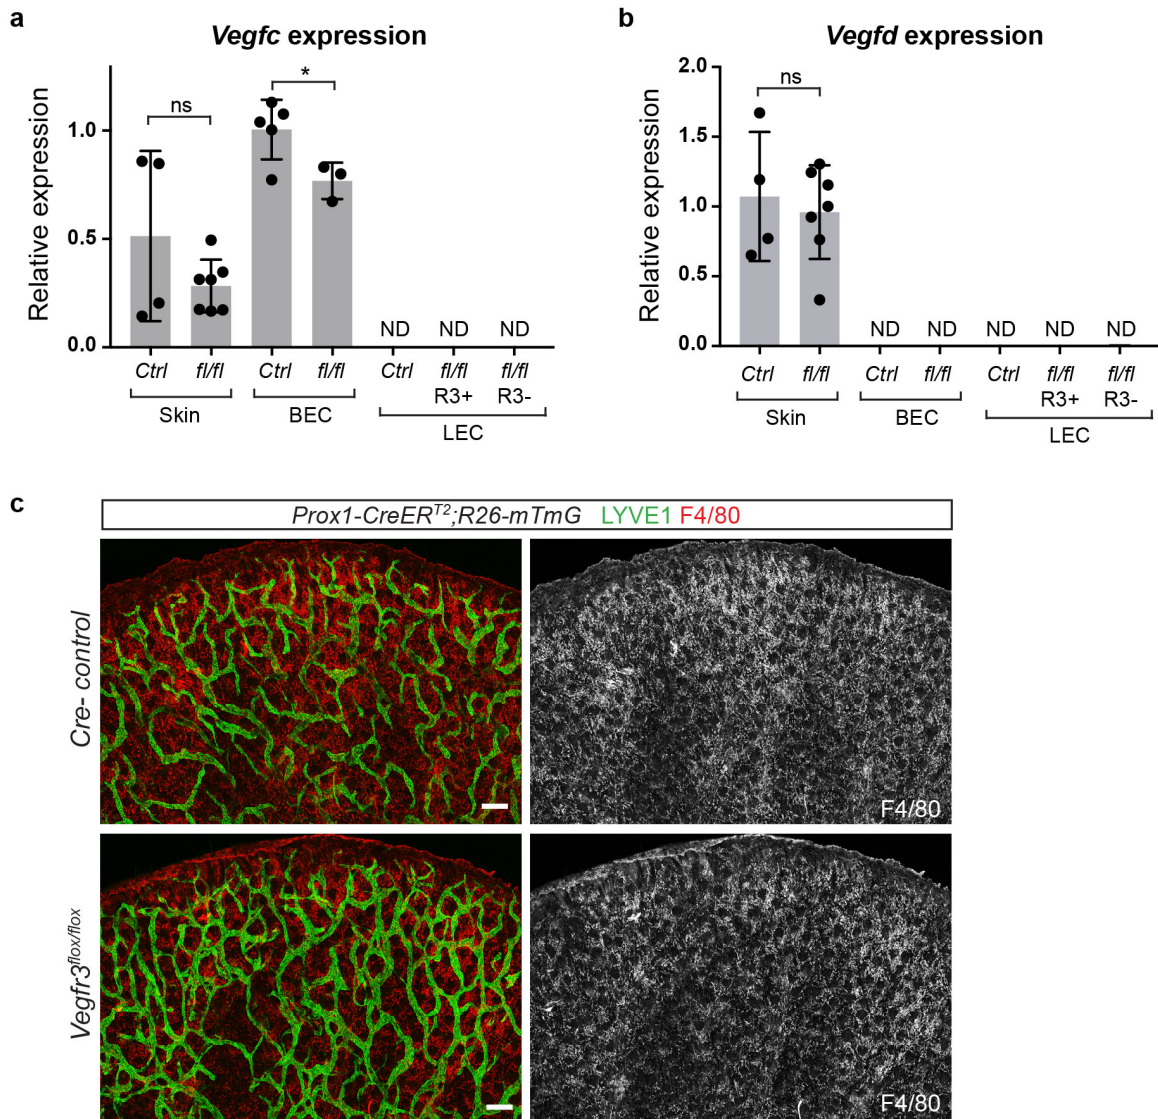 a
Vegfc expression
Relative expression
1.0
0.5
0.0
ns
*
ND ND ND
Ctrl fl/fl Ctrl fl/fl Ctrl fl/fl fl/fl
R3+ R3-
Skin BEC
LEC
b
Vegfd expression
Relative expression
2.0
1.5
1.0
0.5
0.0
ns
ND ND ND ND ND
Ctrl fl/fl Ctrl fl/fl Ctrl fl/fl fl/fl
R3+ R3-
Skin BEC
LEC
c
Prox1-CreERT2;R26-mTmG LYVE1 F4/80
Cre- control
F4/80
Vegfr3flox/flox
F4/80